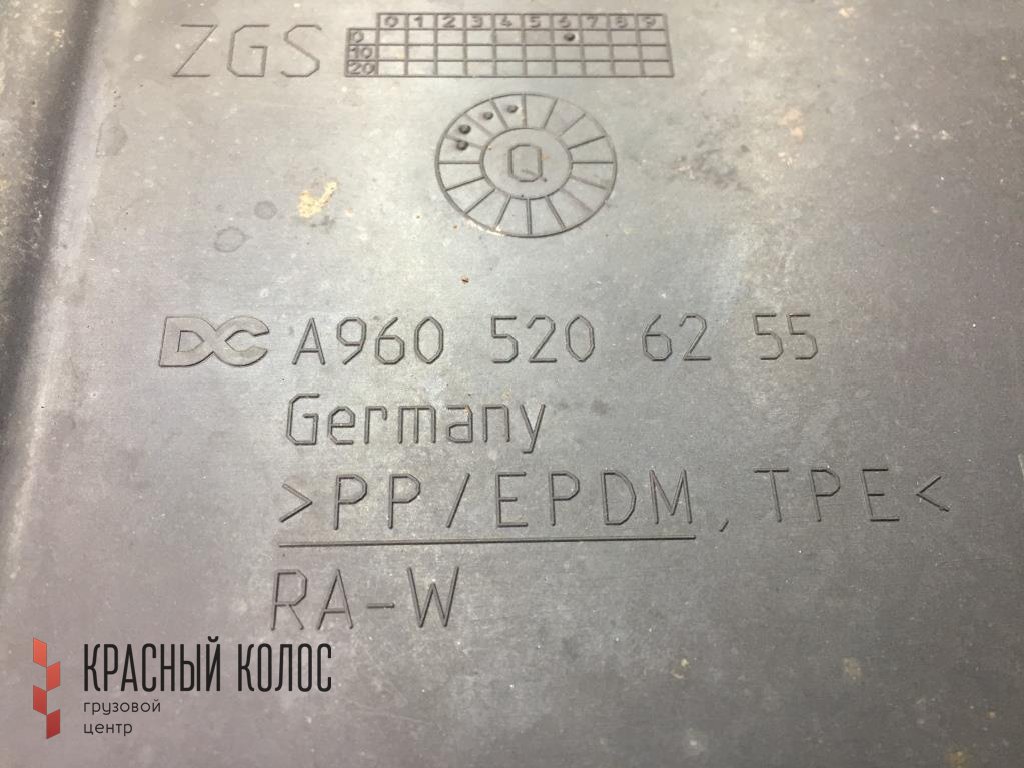 ZGS
0 1 2 3 4 5 6 7 8 9
0
10
20
Q
DC A960 520 62 55
Germany
>PP/EPDM, TPE<
RA-W
КРАСНЫЙ КОЛОС
грузовой
центр